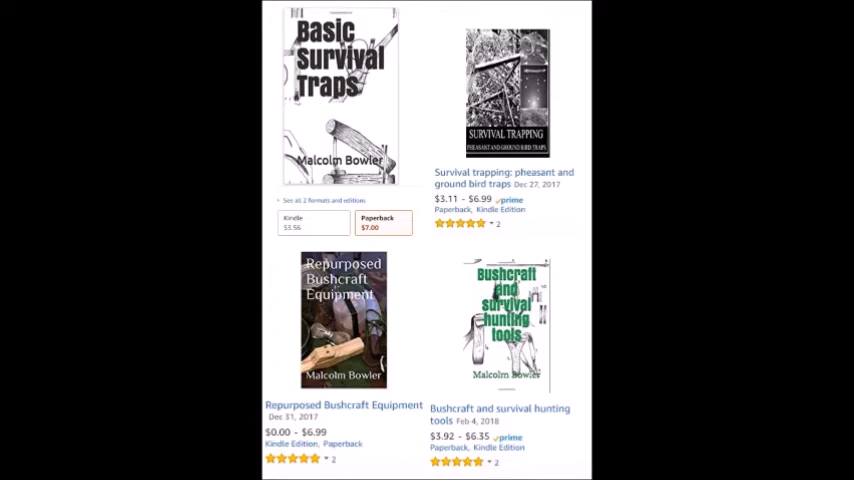 Basic
Survival
Traps
Malcolm Bowler
See all 2 formats and editions
Kindle
$3.56
Paperback
$7.00
SURVIVAL TRAPPING
PHEASANT AND GROUND BIRD TRAPS
Survival trapping: pheasant and
ground bird traps Dec 27, 2017
$3.11 - $6.99 prime
Paperback, Kindle Edition
2
Repurposed
Bushcraft
Equipment
Malcolm Bowler
Repurposed Bushcraft Equipment
Dec 31, 2017
$0.00 - $6.99
Kindle Edition, Paperback
2
Bushcraft
and
survival
hunting
tools
Malcolm Bowler
Bushcraft and survival hunting
tools Feb 4, 2018
$3.92 - $6.35 prime
Paperback, Kindle Edition
2